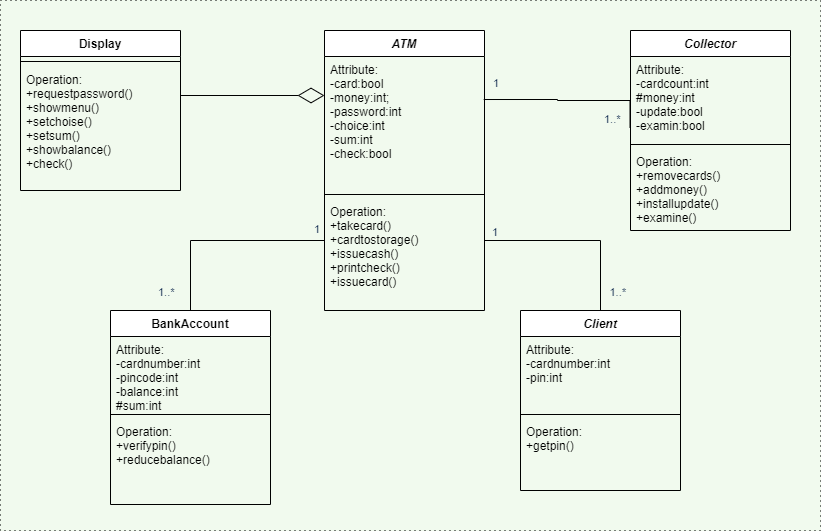 Display
Operation:
+requestpassword()
+showmenu()
+setchoise()
+setsum()
+showbalance()
+check()
ATM
Attribute:
-card:bool
-money:int;
-password:int
-choice:int
-sum:int
-check:bool
Operation:
+takecard()
+cardtostorage()
+issuecash()
+printcheck()
+issuecard()
Collector
Attribute:
-cardcount:int
#money:int
-update:bool
-examin:bool
Operation:
+removecards()
+addmoney()
+installupdate()
+examine()
1
1..*
1
1..*
1
1..*
BankAccount
Attribute:
-cardnumber:int
-pincode:int
-balance:int
#sum:int
Operation:
+verifypin()
+reducebalance()
Client
Attribute:
-cardnumber:int
-pin:int
Operation:
+getpin()